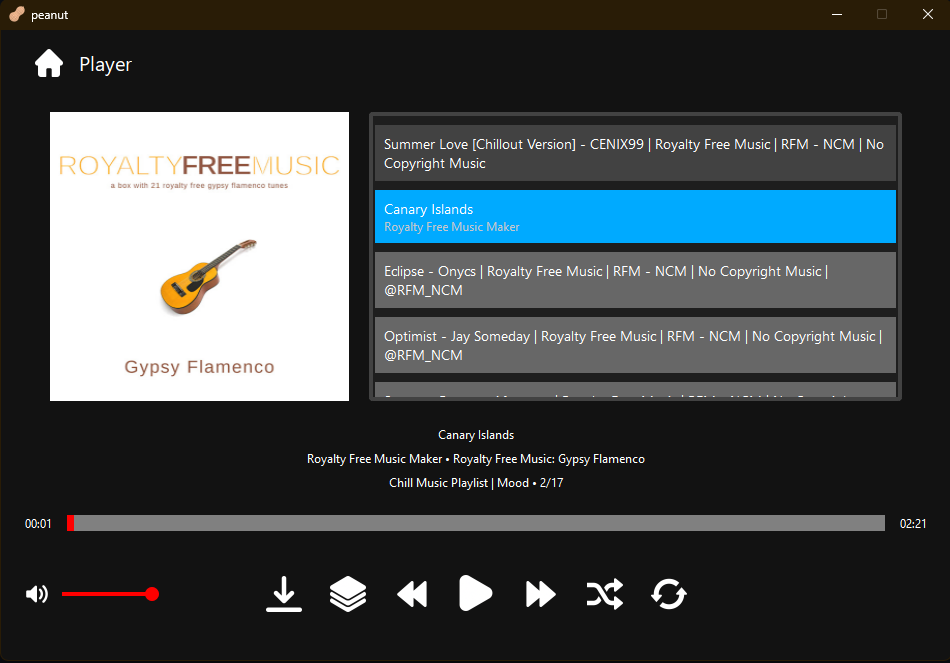 peanut
Player
ROYALTYFREEMUSIC
a box with 21 royalty free gypsy flamenco tunes
Gypsy Flamenco
Summer Love [Chillout Version] - CENIX99 | Royalty Free Music | RFM - NCM | No
Copyright Music
Canary Islands
Royalty Free Music Maker
Eclipse - Onycs | Royalty Free Music | RFM - NCM | No Copyright Music |
@RFM_NCM
Optimist - Jay Someday | Royalty Free Music | RFM - NCM | No Copyright Music |
@RFM_NCM
Canary Islands
Royalty Free Music Maker • Royalty Free Music: Gypsy Flamenco
Chill Music Playlist | Mood • 2/17
00:01
02:21